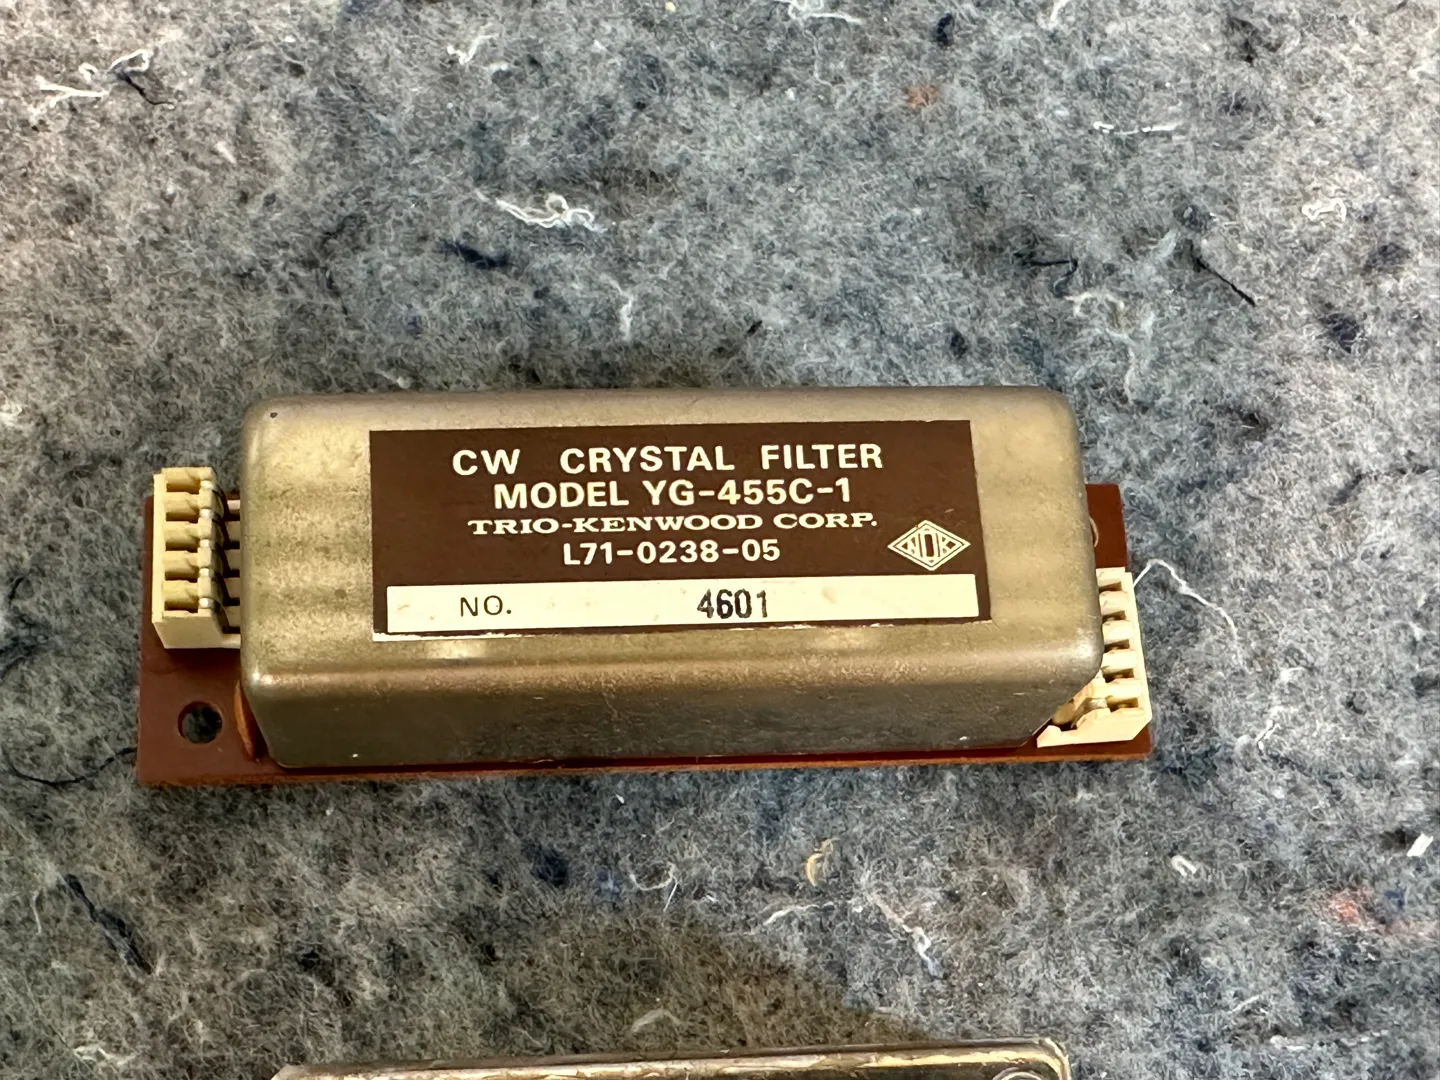 CW CRYSTAL FILTER
MODEL YG-455C-1
TRIO-KENWOOD CORP.
L71-0238-05
NDK
NO. 4601